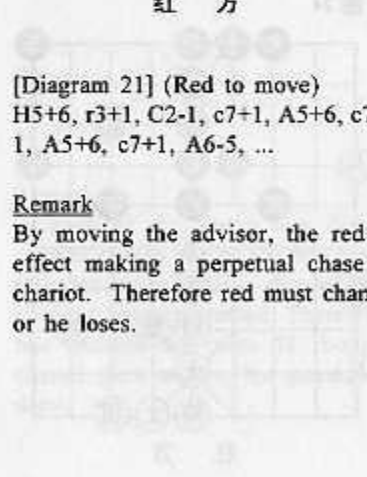 红 方
[Diagram 21] (Red to move)
H5+6, r3+1, C2-1, c7+1, A5+6, c7
1, A5+6, c7+1, A6-5, ...
Remark
By moving the advisor, the red
effect making a perpetual chase
chariot. Therefore red must chan
or he loses.